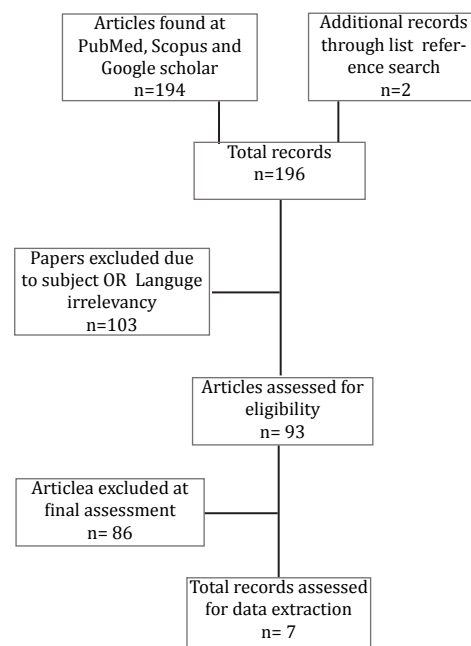 Articles found at
PubMed, Scopus and
Google scholar
n=194
Additional records
through list  refer-
ence search
n=2
Total records
n=196
Papers excluded due
to subject OR  Languge
irrelevancy
n=103
Articles assessed for
eligibility
n= 93
Articlea excluded at
final assessment
n= 86
Total records assessed
for data extraction
n= 7